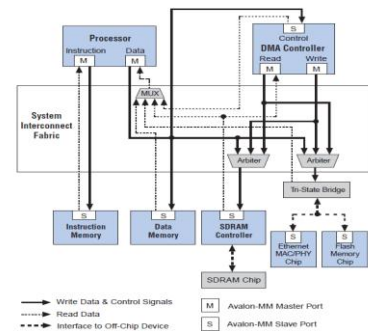 Processor
Instruction
Data
M
M
S
Control
DMA Controller
Read
Write
M
M
MUX
System
Interconnect
Fabric
Arbiter
Arbiter
Tri-State Bridge
S
Instruction
Memory
S
Data
Memory
S
SDRAM
Controller
S
Ethernet
MAC/PHY
Chip
S
Flash
Memory
Chip
SDRAM Chip
Write Data & Control Signals
Read Data
Interface to Off-Chip Device
M Avalon-MM Master Port
S Avalon-MM Slave Port